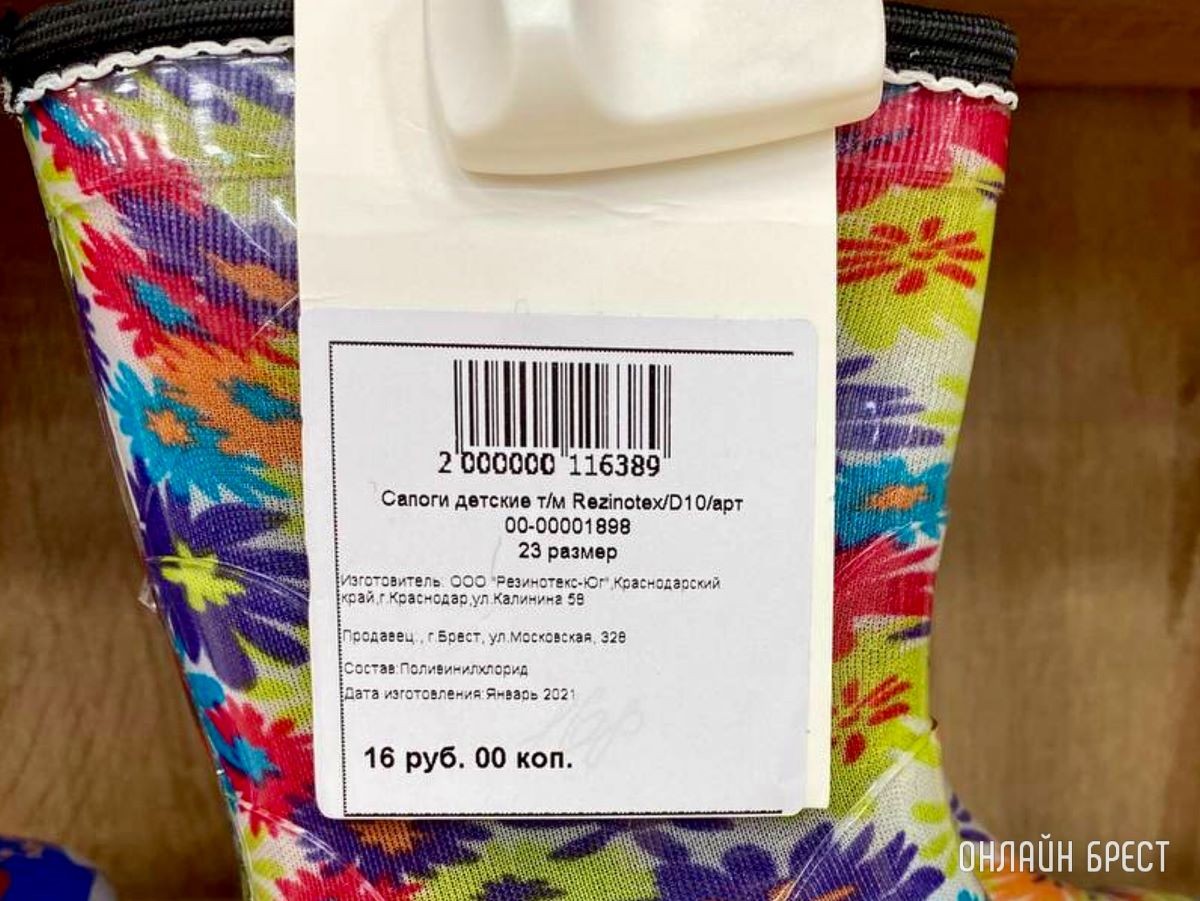 2 000000 116389
Сапоги детские т/м Rezinotex/D10/арт
00-00001898
23 размер
Изготовитель: ООО "Резинотекс-Юг",Краснодарский
край,г.Краснодар,ул.Калинина 58
Продавец:, г.Брест, ул.Московская, 328
Состав:Поливинилхлорид
Дата изготовления:Январь 2021
16 руб. 00 коп.
ОНЛАЙН БРЕСТ